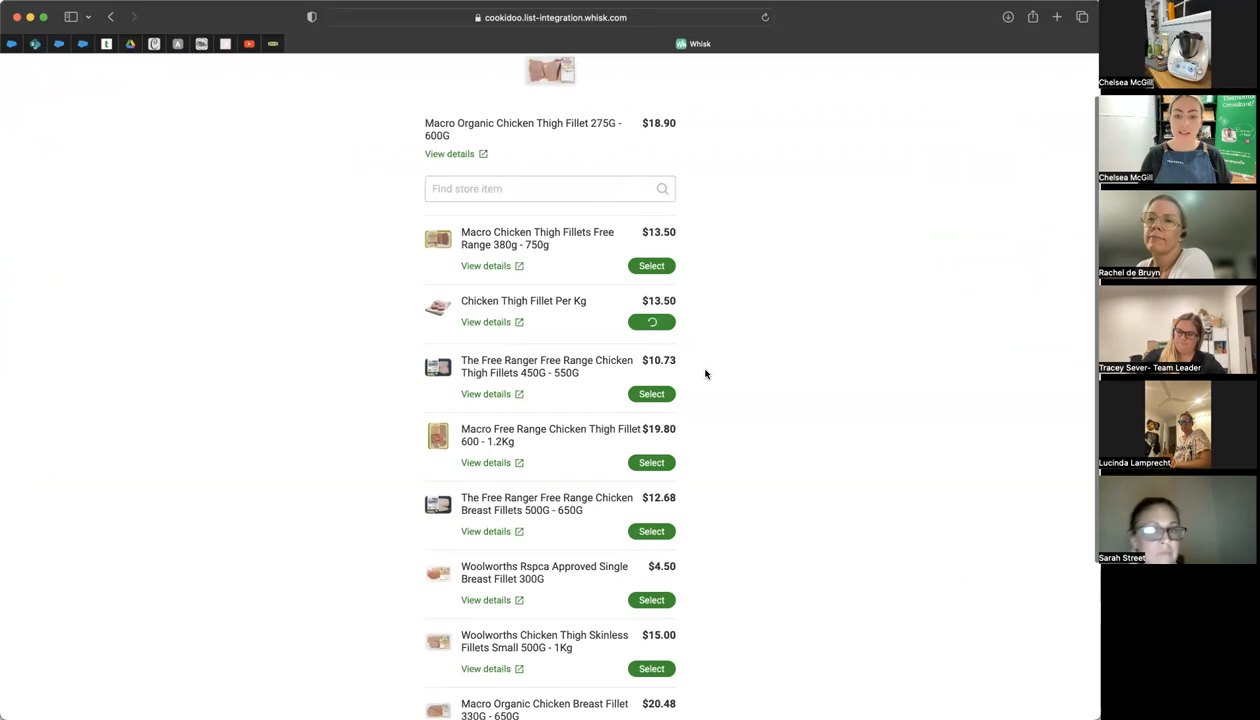 cookidoo.list-integration.whisk.com
Whisk
Macro Organic Chicken Thigh Fillet 275G -
600G
$18.90
View details
Find store item
Macro Chicken Thigh Fillets Free
Range 380g - 750g
$13.50
View details
Select
Chicken Thigh Fillet Per Kg
$13.50
View details
The Free Ranger Free Range Chicken
Thigh Fillets 450G - 550G
$10.73
View details
Select
Macro Free Range Chicken Thigh Fillet
600 - 1.2Kg
$19.80
View details
Select
The Free Ranger Free Range Chicken
Breast Fillets 500G - 650G
$12.68
View details
Select
Woolworths Rspca Approved Single
Breast Fillet 300G
$4.50
View details
Select
Woolworths Chicken Thigh Skinless
Fillets Small 500G - 1Kg
$15.00
View details
Select
Macro Organic Chicken Breast Fillet
330G - 650G
$20.48
Chelsea McGill
Chelsea McGill
Rachel de Bruyn
Tracey Sever- Team Leader
Lucinda Lamprecht
Sarah Street